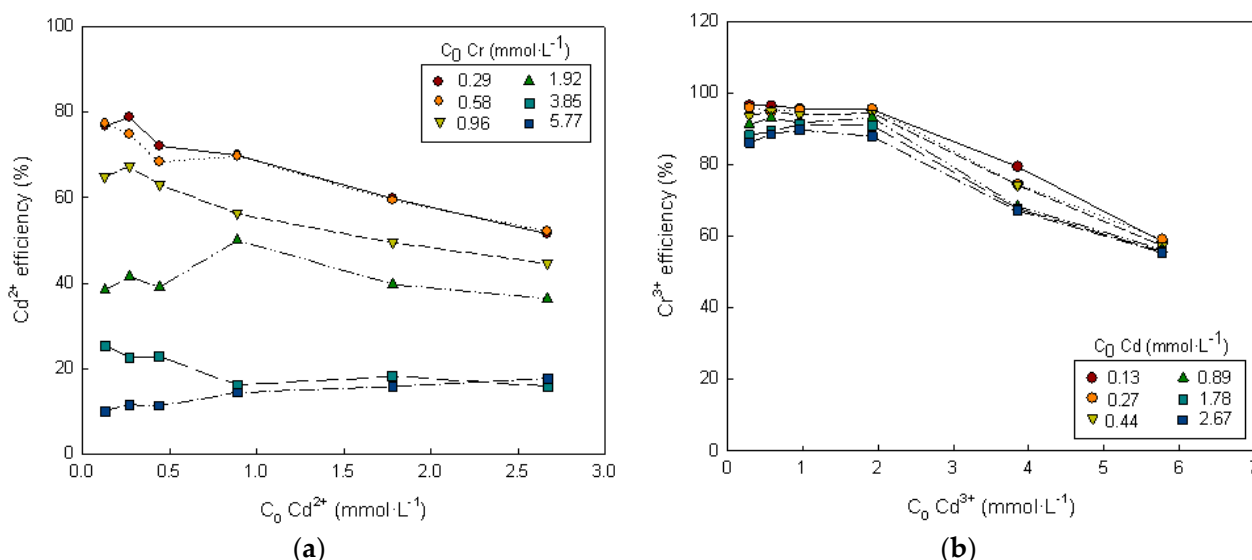 100
80
60
40
20
0
Cd²⁺ efficiency (%)
C₀ Cr (mmol·L⁻¹)
0.29 1.92
0.58 3.85
0.96 5.77
0.0 0.5 1.0 1.5 2.0 2.5 3.0
C₀ Cd²⁺ (mmol·L⁻¹)
(a)
120
100
80
60
40
20
0
Cr³⁺ efficiency (%)
C₀ Cd (mmol·L⁻¹)
0.13 0.89
0.27 1.78
0.44 2.67
0 1 2 3 4 5 6 7
C₀ Cd³⁺ (mmol·L⁻¹)
(b)